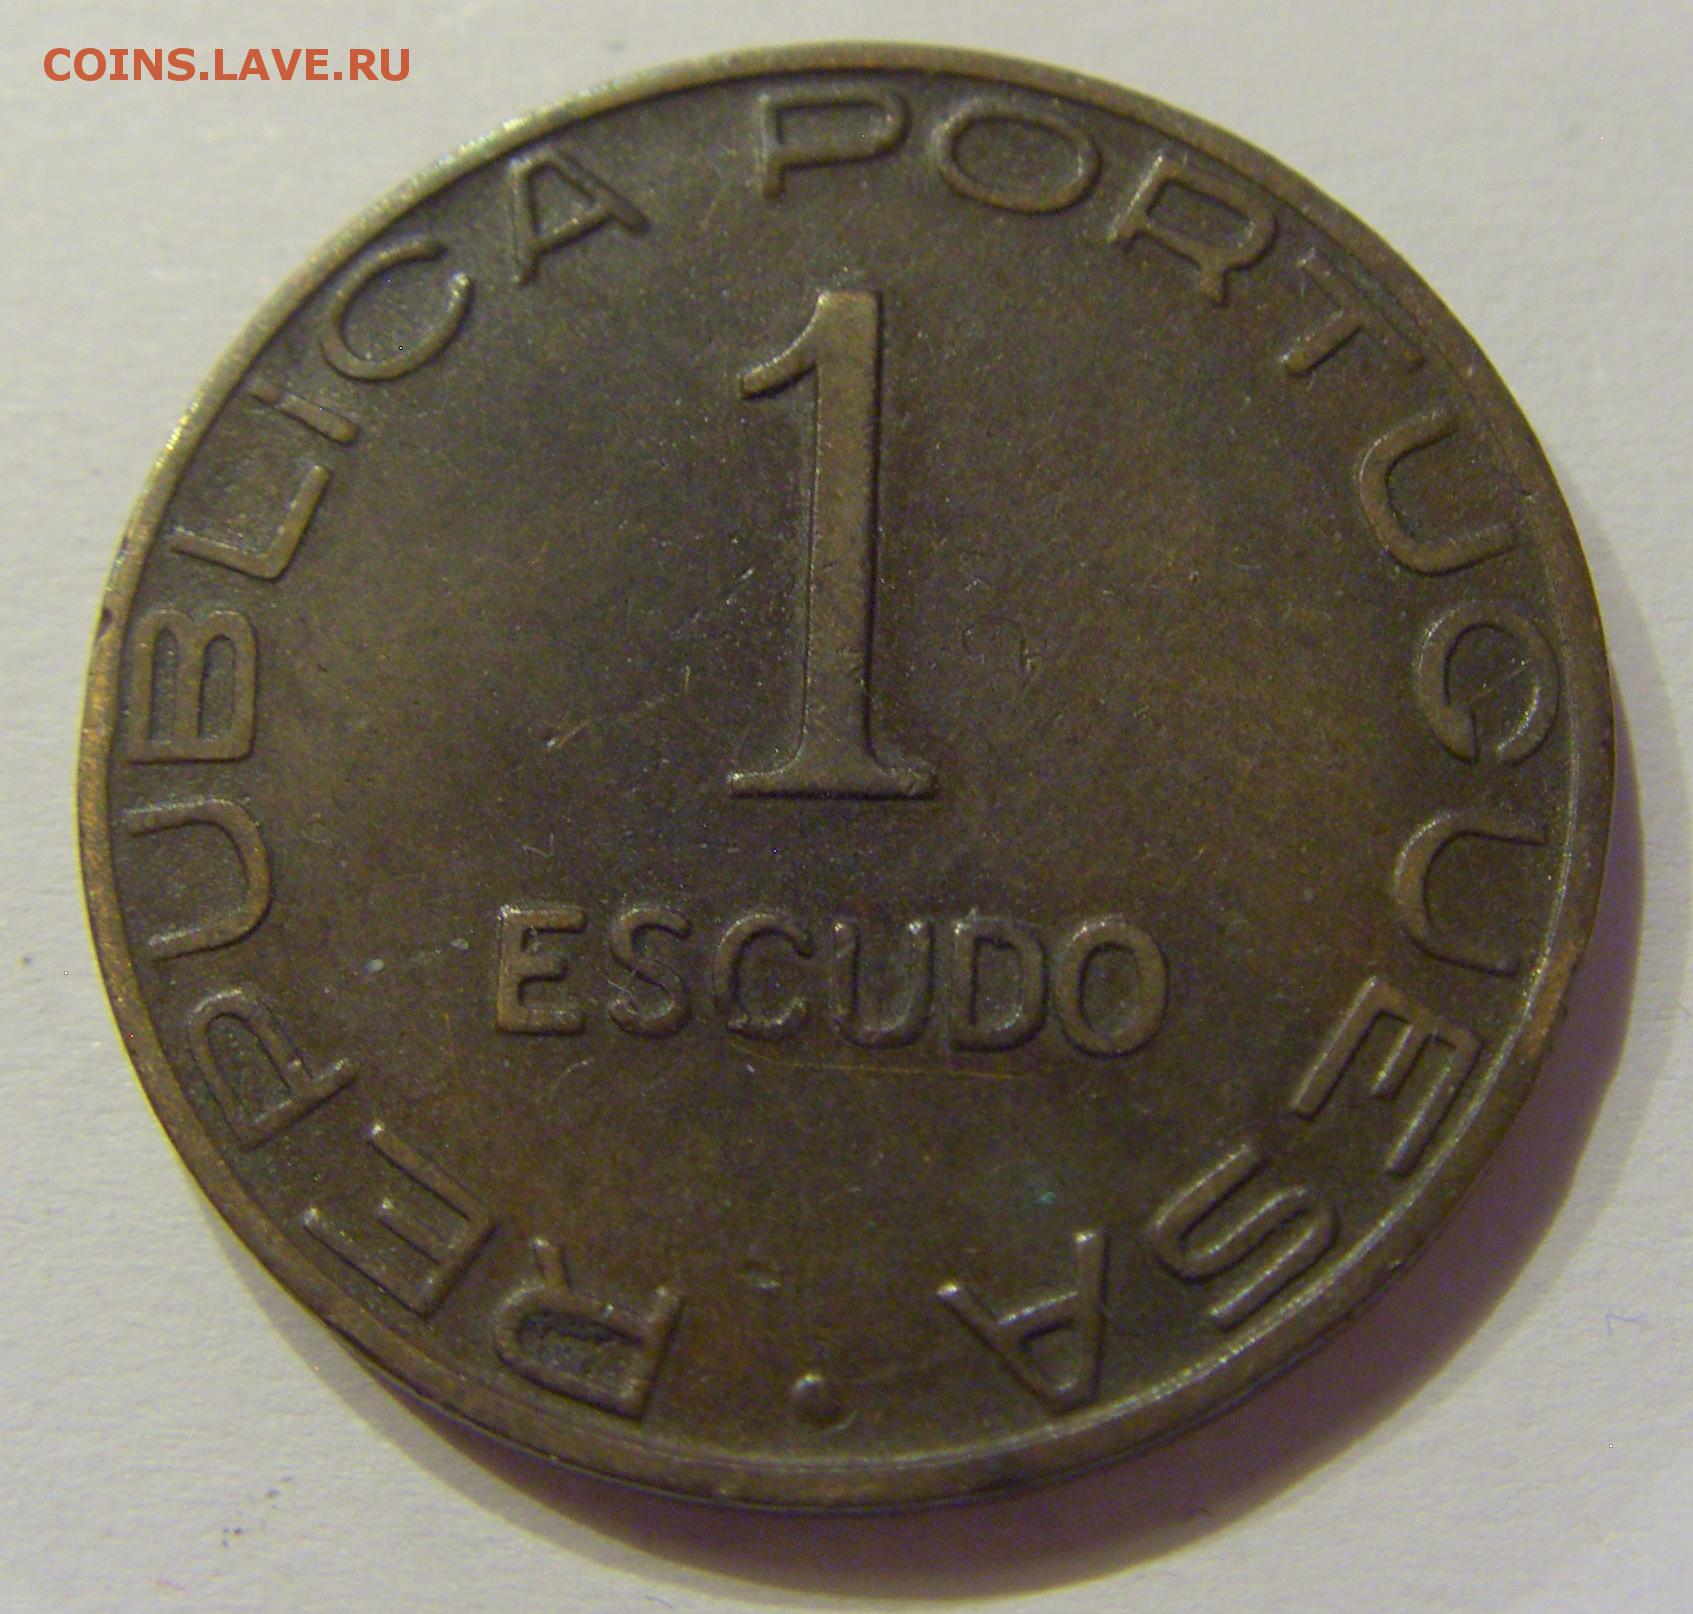 COINS.LAVE.RU
REPUBLICA PORTUGUESA
1
ESCUDO